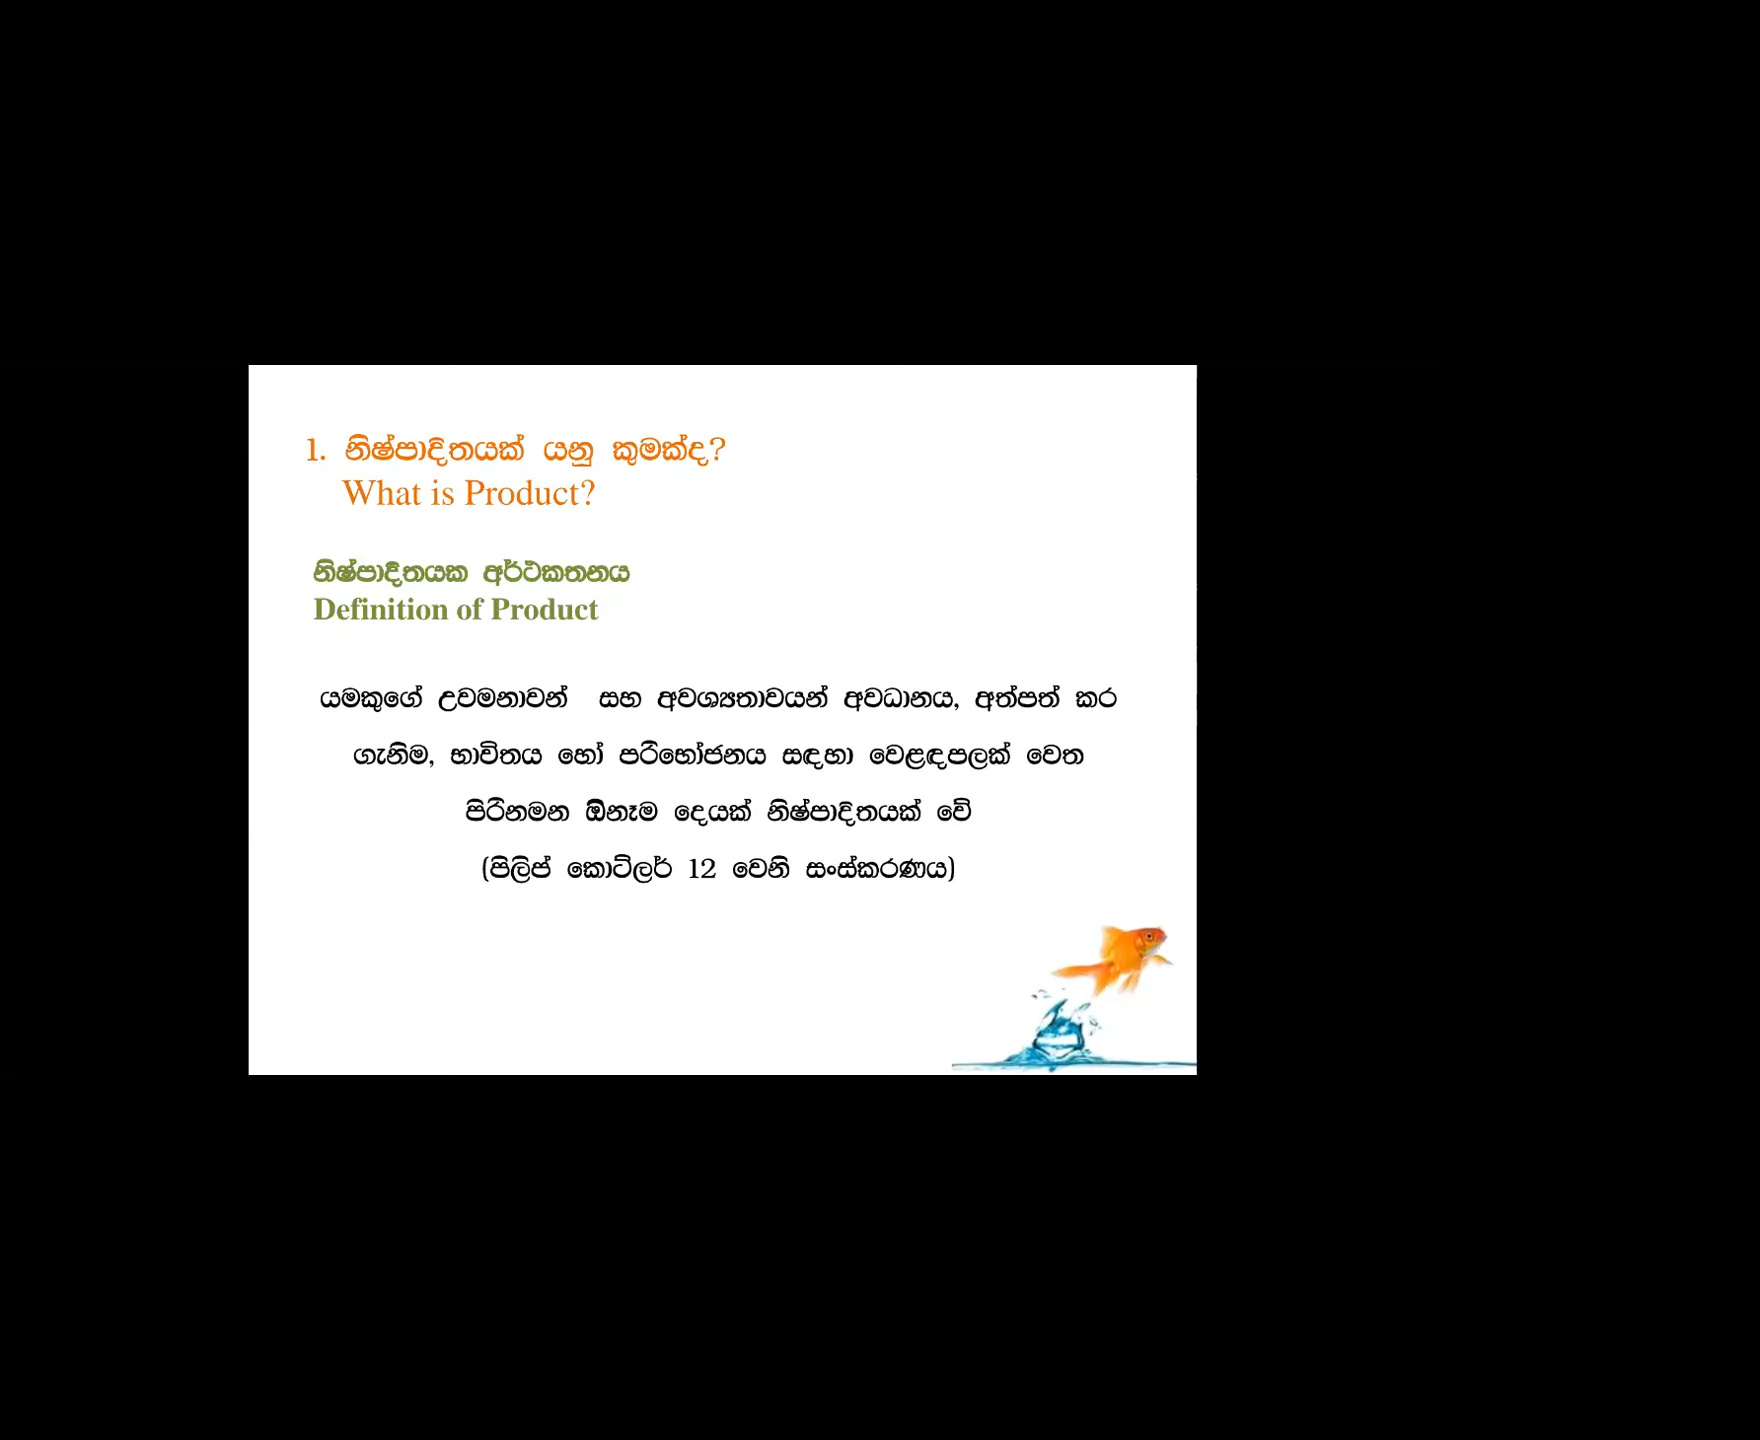 1. නිෂ්පාදිතයක් යනු කුමක්ද?
What is Product?
නිෂ්පාදිතයක අර්ථකතනය
Definition of Product
යමකුගේ උවමනාවන් සහ අවශ්‍යතාවයන් අවධානය, අත්පත් කර
ගැනිම, භාවිතය හෝ පරිභෝජනය සඳහා වෙළඳපලක් වෙත
පිරිනමන ඕනෑම දෙයක් නිෂ්පාදිතයක් වේ
(පිලිප් කොට්ලර් 12 වෙනි සංස්කරණය)